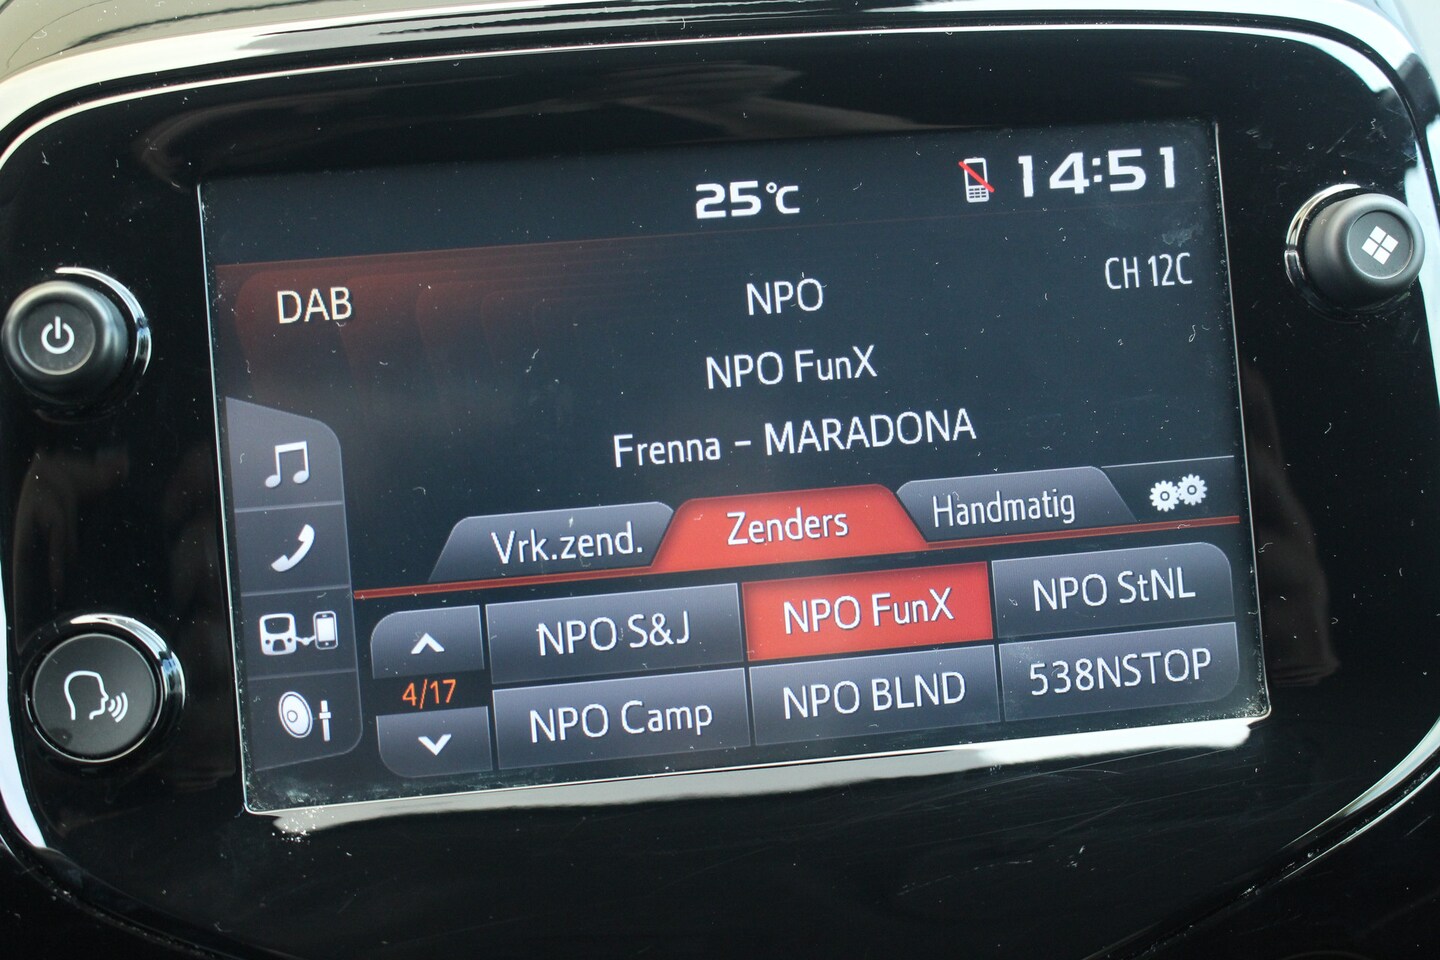 25°C
14:51
DAB
NPO
CH 12C
NPO FunX
Frenna - MARADONA
Vrk.zend.
Zenders
Handmatig
NPO S&J
NPO FunX
NPO StNL
4/17
NPO Camp
NPO BLND
538NSTOP